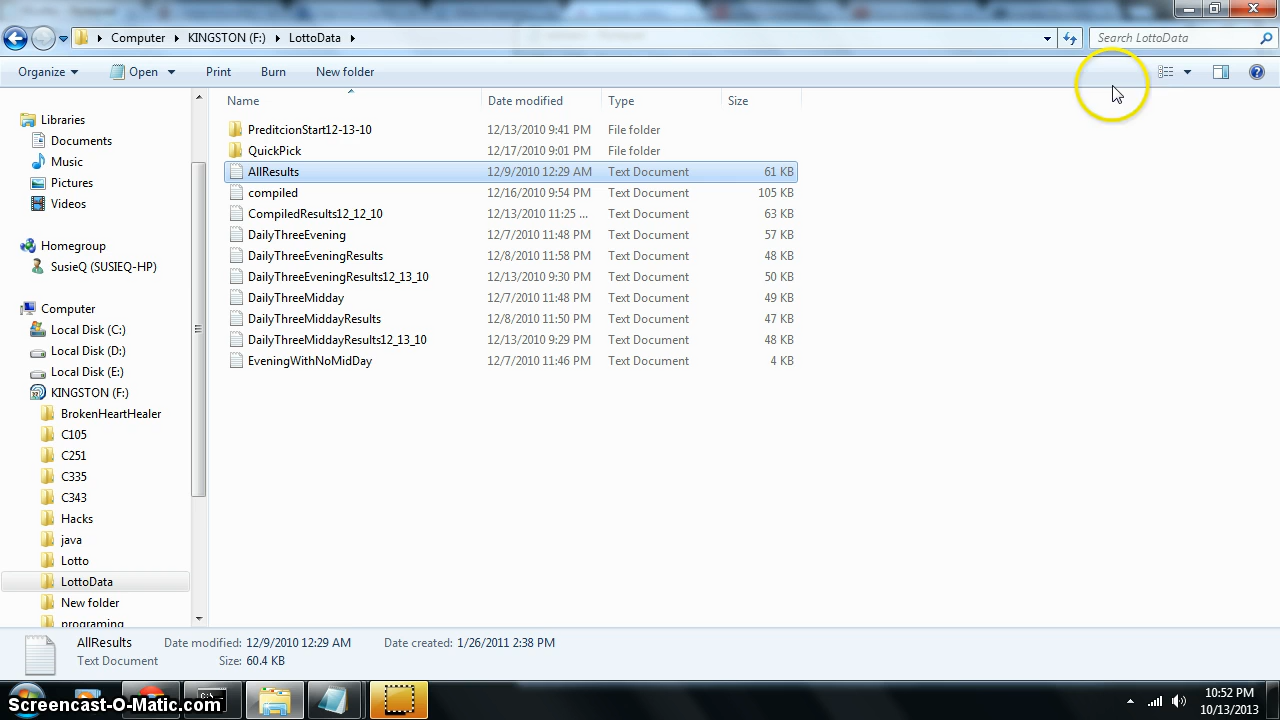 Computer KINGSTON (F:) LottoData Search LottoData
Organize Open Print Burn New folder
Name Date modified Type Size
PreditcionStart12-13-10 12/13/2010 9:41 PM File folder
QuickPick 12/17/2010 9:01 PM File folder
AllResults 12/9/2010 12:29 AM Text Document 61 KB
compiled 12/16/2010 9:54 PM Text Document 105 KB
CompiledResults12_12_10 12/13/2010 11:25 ... Text Document 63 KB
DailyThreeEvening 12/7/2010 11:48 PM Text Document 57 KB
DailyThreeEveningResults 12/8/2010 11:58 PM Text Document 48 KB
DailyThreeEveningResults12_13_10 12/13/2010 9:30 PM Text Document 50 KB
DailyThreeMidday 12/7/2010 11:48 PM Text Document 49 KB
DailyThreeMiddayResults 12/8/2010 11:50 PM Text Document 47 KB
DailyThreeMiddayResults12_13_10 12/13/2010 9:29 PM Text Document 48 KB
EveningWithNoMidDay 12/7/2010 11:46 PM Text Document 4 KB
Libraries
Documents
Music
Pictures
Videos
Homegroup
SusieQ (SUSIEQ-HP)
Computer
Local Disk (C:)
Local Disk (D:)
Local Disk (E:)
KINGSTON (F:)
BrokenHeartHealer
C105
C251
C335
C343
Hacks
java
Lotto
LottoData
New folder
programing
AllResults Date modified: 12/9/2010 12:29 AM Date created: 1/26/2011 2:38 PM
Text Document Size: 60.4 KB
Screencast-O-Matic.com
10:52 PM
10/13/2013